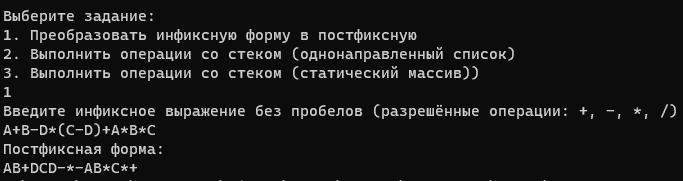 Выберите задание:
1. Преобразовать инфиксную форму в постфиксную
2. Выполнить операции со стеком (однонаправленный список)
3. Выполнить операции со стеком (статический массив))
1
Введите инфиксное выражение без пробелов (разрешённые операции: +, -, *, /)
A+B-D*(C-D)+A*B*C
Постфиксная форма:
AB+DCD-*-AB*C*+